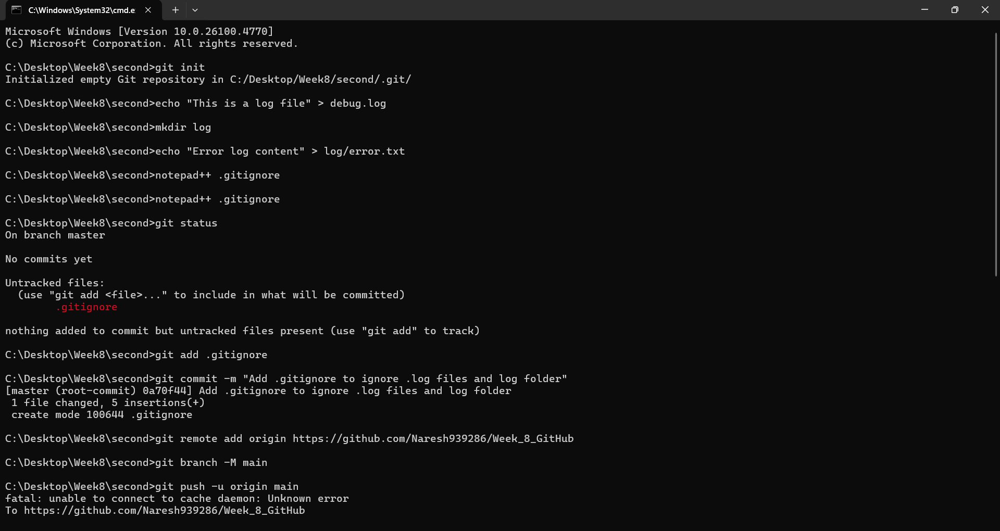 C:\Windows\System32\cmd.e
Microsoft Windows [Version 10.0.26100.4770]
(c) Microsoft Corporation. All rights reserved.
C:\Desktop\Week8\second>git init
Initialized empty Git repository in C:/Desktop/Week8/second/.git/
C:\Desktop\Week8\second>echo "This is a log file" > debug.log
C:\Desktop\Week8\second>mkdir log
C:\Desktop\Week8\second>echo "Error log content" > log/error.txt
C:\Desktop\Week8\second>notepad++ .gitignore
C:\Desktop\Week8\second>notepad++ .gitignore
C:\Desktop\Week8\second>git status
On branch master
No commits yet
Untracked files:
  (use "git add <file>..." to include in what will be committed)
        .gitignore
nothing added to commit but untracked files present (use "git add" to track)
C:\Desktop\Week8\second>git add .gitignore
C:\Desktop\Week8\second>git commit -m "Add .gitignore to ignore .log files and log folder"
[master (root-commit) 0a70f44] Add .gitignore to ignore .log files and log folder
 1 file changed, 5 insertions(+)
 create mode 100644 .gitignore
C:\Desktop\Week8\second>git remote add origin https://github.com/Naresh939286/Week_8_GitHub
C:\Desktop\Week8\second>git branch -M main
C:\Desktop\Week8\second>git push -u origin main
fatal: unable to connect to cache daemon: Unknown error
To https://github.com/Naresh939286/Week_8_GitHub